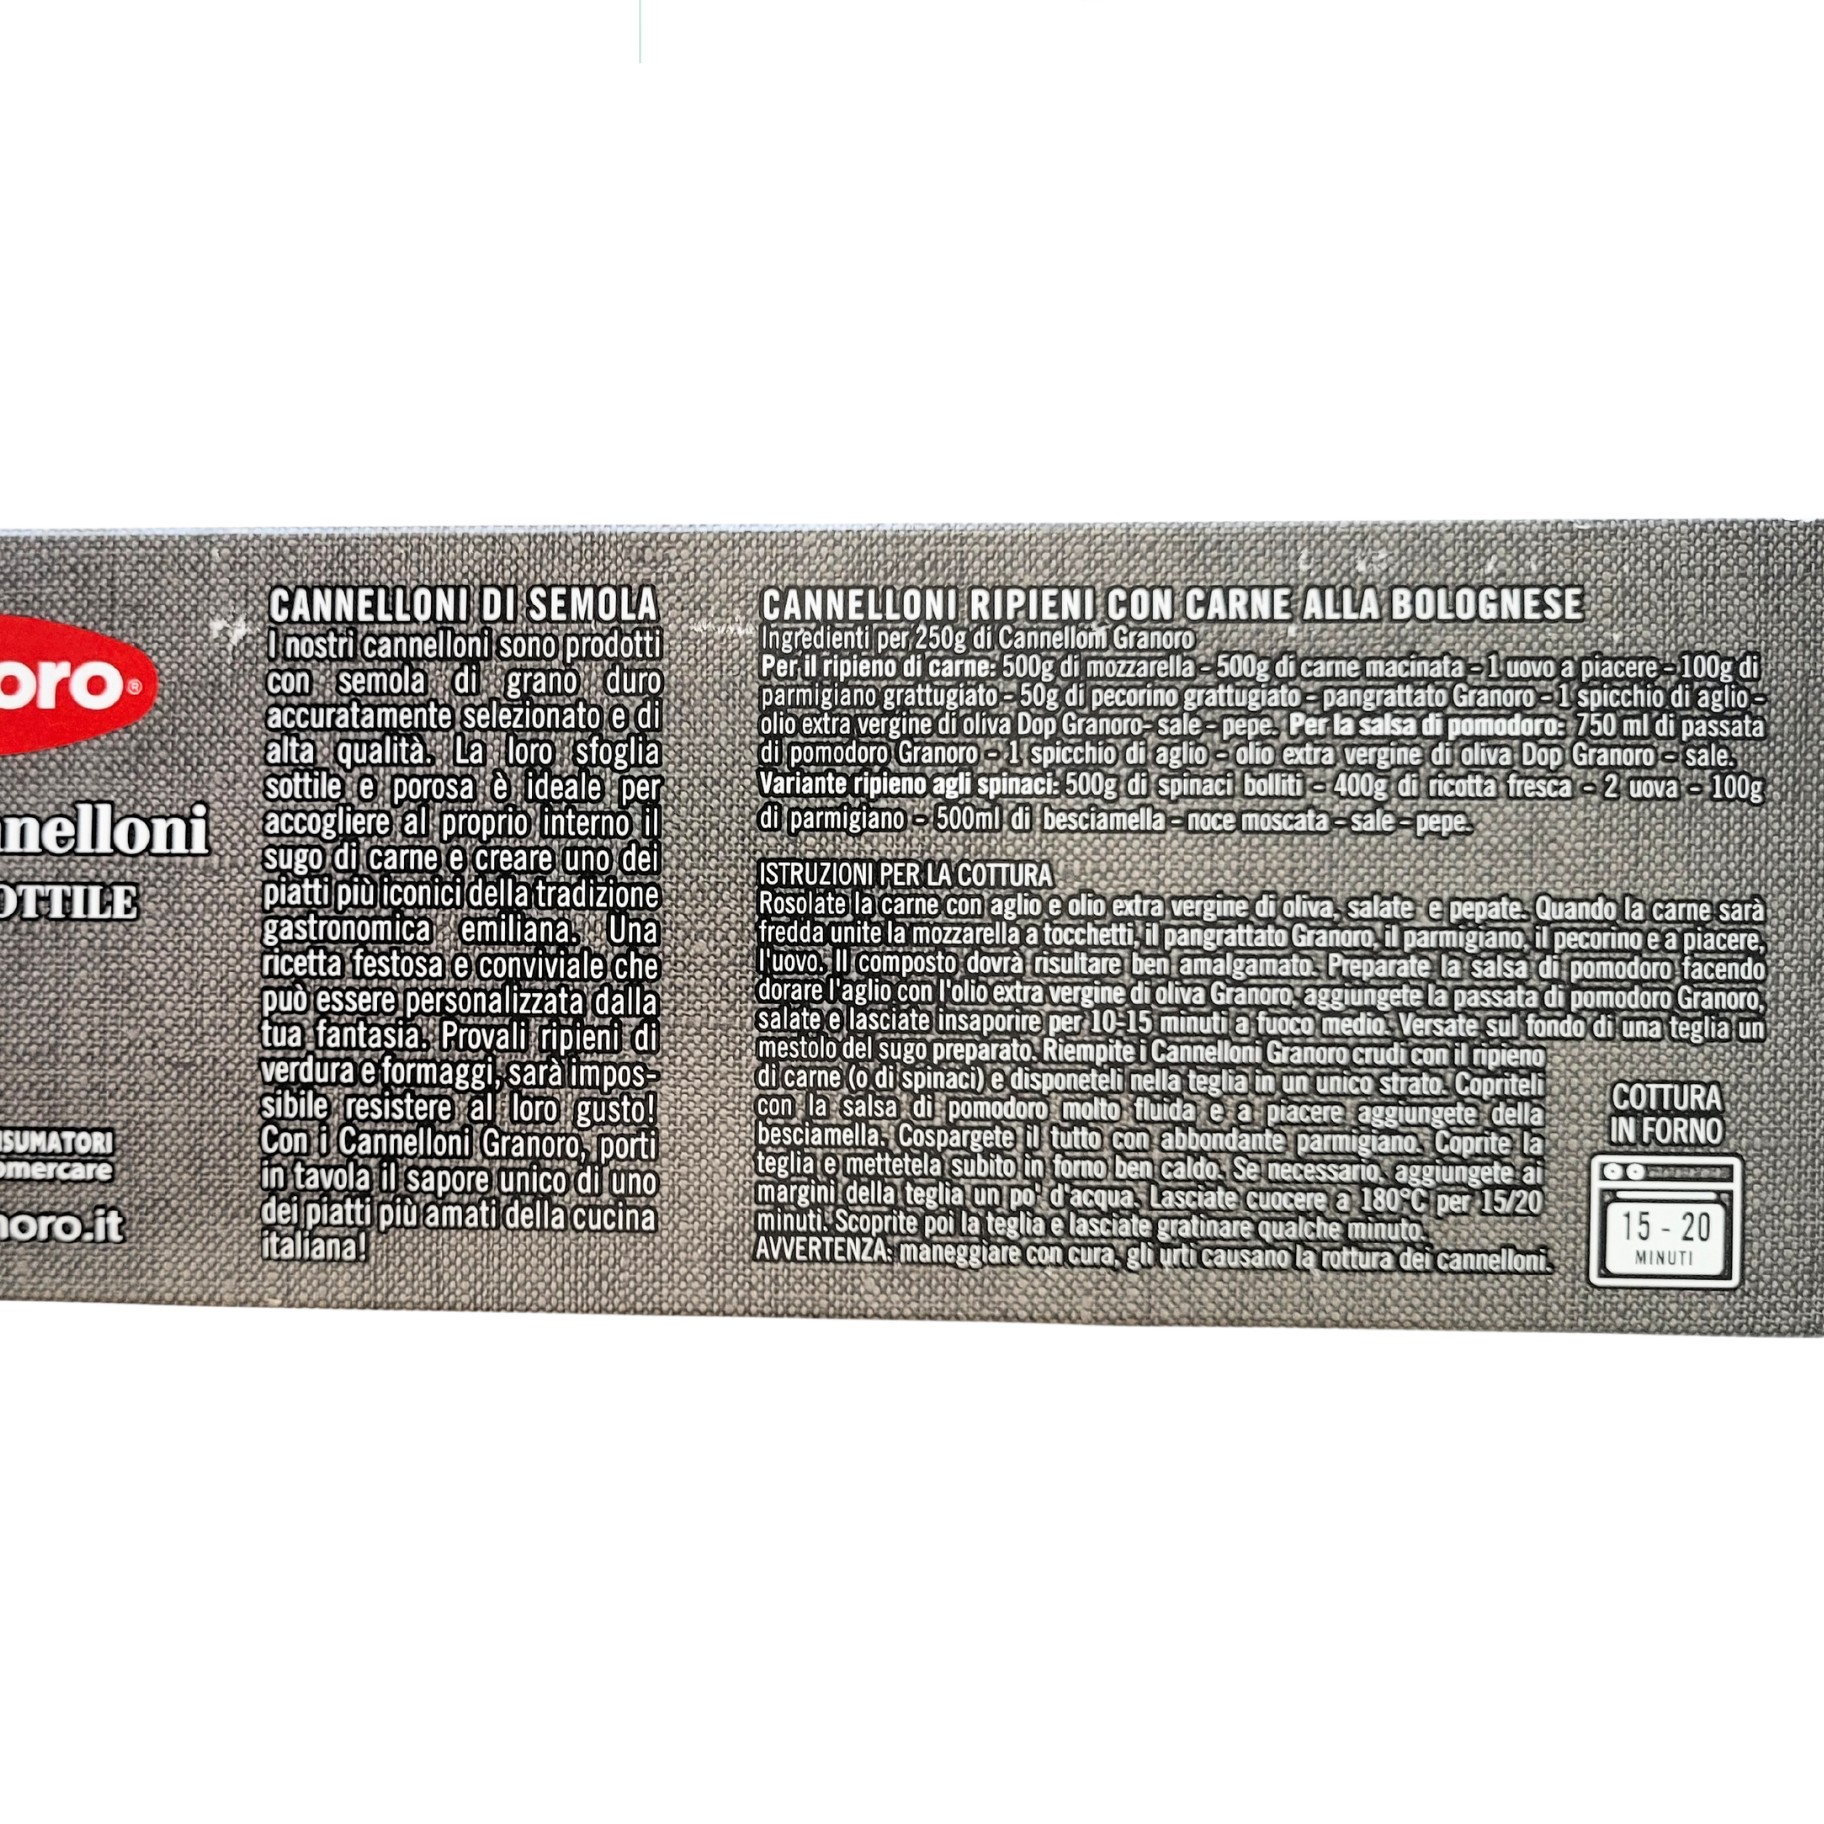 oro®
nelloni
OTTILE
SUMATORI
omercare
noro.it
CANNELLONI DI SEMOLA
I nostri cannelloni sono prodotti
con semola di grano duro
accuratamente selezionato e di
alta qualità. La loro sfoglia
sottile e porosa è ideale per
accogliere al proprio interno il
sugo di carne e creare uno dei
piatti più iconici della tradizione
gastronomica emiliana. Una
ricetta festosa e conviviale che
può essere personalizzata dalla
tua fantasia. Provali ripieni di
verdura e formaggi, sarà impos-
sibile resistere al loro gusto!
Con i Cannelloni Granoro, porti
in tavola il sapore unico di uno
dei piatti più amati della cucina
italiana!
CANNELLONI RIPIENI CON CARNE ALLA BOLOGNESE
Ingredienti per 250g di Cannelloni Granoro
Per il ripieno di carne: 500g di mozzarella - 500g di carne macinata - 1 uovo a piacere - 100g di
parmigiano grattugiato - 50g di pecorino grattugiato - pangrattato Granoro - 1 spicchio di aglio -
olio extra vergine di oliva Dop Granoro- sale - pepe. Per la salsa di pomodoro: 750 ml di passata
di pomodoro Granoro - 1 spicchio di aglio - olio extra vergine di oliva Dop Granoro - sale.
Variante ripieno agli spinaci: 500g di spinaci bolliti - 400g di ricotta fresca - 2 uova - 100g
di parmigiano - 500ml di besciamella - noce moscata - sale - pepe.
ISTRUZIONI PER LA COTTURA
Rosolate la carne con aglio e olio extra vergine di oliva, salate e pepate. Quando la carne sarà
fredda unite la mozzarella a tocchetti, il pangrattato Granoro, il parmigiano, il pecorino e a piacere,
l'uovo. Il composto dovrà risultare ben amalgamato. Preparate la salsa di pomodoro facendo
dorare l'aglio con l'olio extra vergine di oliva Granoro, aggiungete la passata di pomodoro Granoro,
salate e lasciate insaporire per 10-15 minuti a fuoco medio. Versate sul fondo di una teglia un
mestolo del sugo preparato. Riempite i Cannelloni Granoro crudi con il ripieno
di carne (o di spinaci) e disponeteli nella teglia in un unico strato. Copriteli
con la salsa di pomodoro molto fluida e a piacere aggiungete della
besciamella. Cospargete il tutto con abbondante parmigiano. Coprite la
teglia e mettetela subito in forno ben caldo. Se necessario, aggiungete ai
margini della teglia un po' d'acqua. Lasciate cuocere a 180°C per 15/20
minuti. Scoprite poi la teglia e lasciate gratinare qualche minuto.
AVVERTENZA: maneggiare con cura, gli urti causano la rottura dei cannelloni.
COTTURA
IN FORNO
15 - 20
MINUTI